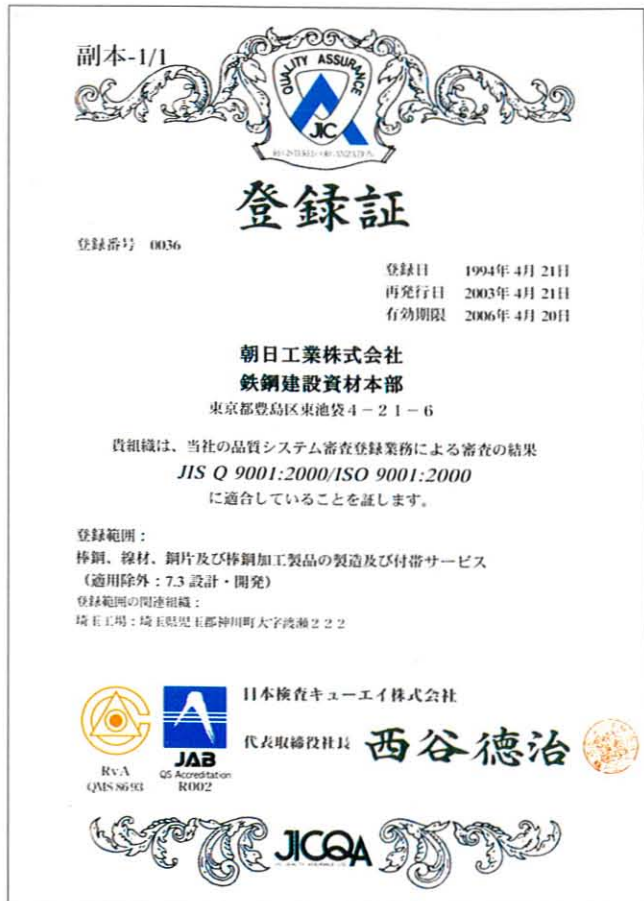 副本-1/1
QUALITY ASSURANCE
JIC
登録証
登録番号 0036
登録日 1994年 4月 21日
再発行日 2003年 4月 21日
有効期限 2006年 4月 20日
朝日工業株式会社
鉄鋼建設資材本部
東京都豊島区東池袋4－21－6
貴組織は、当社の品質システム審査登録業務による審査の結果
JIS Q 9001:2000/ISO 9001:2000
に適合していることを証します。
登録範囲：
棒鋼、線材、鋼片及び棒鋼加工製品の製造及び付帯サービス
（適用除外：7.3 設計・開発）
登録範囲の関連組織：
埼玉工場：埼玉県児玉郡神川町大字渡瀬222
日本検査キューエイ株式会社
代表取締役社長 西谷徳治
RvA
QMS 8693
JAB
QS Accreditation
R002
JICQA